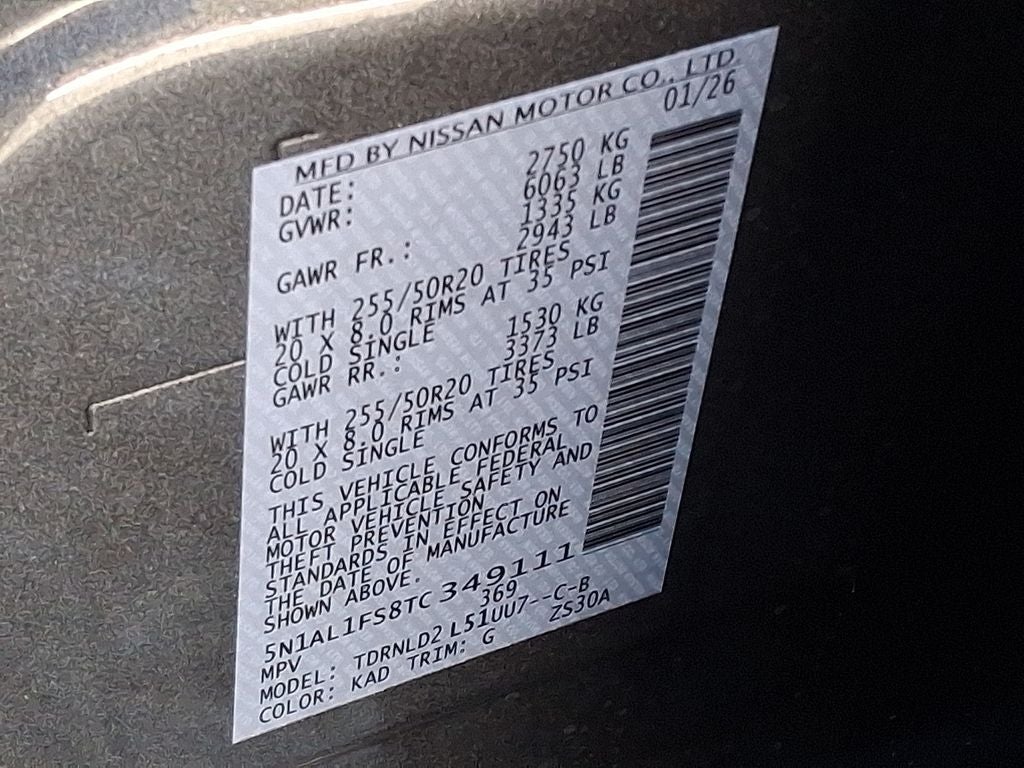 MFD BY NISSAN MOTOR CO., LTD.
DATE: 01/26
GVWR: 2750 KG
6063 LB
GAWR FR.: 1335 KG
2943 LB
WITH 255/50R20 TIRES
20 X 8.0 RIMS AT 35 PSI
COLD SINGLE
GAWR RR.: 1530 KG
3373 LB
WITH 255/50R20 TIRES
20 X 8.0 RIMS AT 35 PSI
COLD SINGLE
THIS VEHICLE CONFORMS TO
ALL APPLICABLE FEDERAL
MOTOR VEHICLE SAFETY AND
THEFT PREVENTION
STANDARDS IN EFFECT ON
THE DATE OF MANUFACTURE
SHOWN ABOVE.
5N1AL1FS8TC349111
MPV 369
MODEL: TDRNLD2 L51UU7--C-B
COLOR: KAD TRIM: G ZS30A